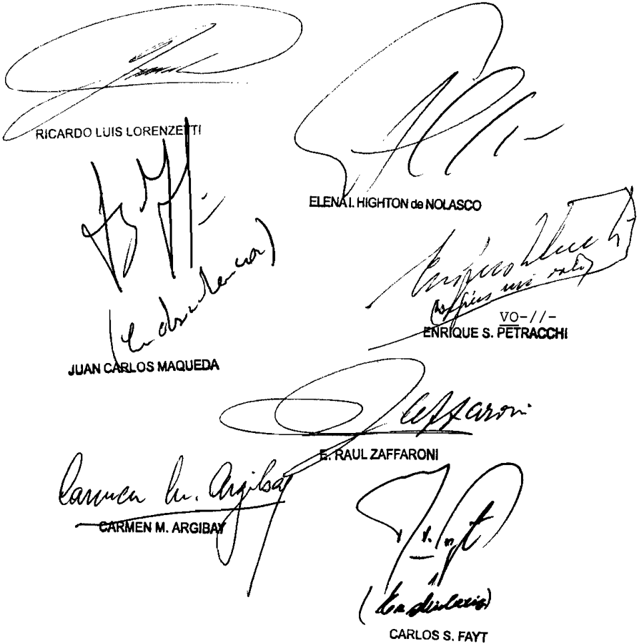 RICARDO LUIS LORENZETTI
ELENA I. HIGHTON de NOLASCO
(en disidencia)
JUAN CARLOS MAQUEDA
(según mi voto)
VO-//-
ENRIQUE S. PETRACCHI
Zaffaroni
E. RAUL ZAFFARONI
Carmen M. Argibay
CARMEN M. ARGIBAY
(en disidencia)
CARLOS S. FAYT